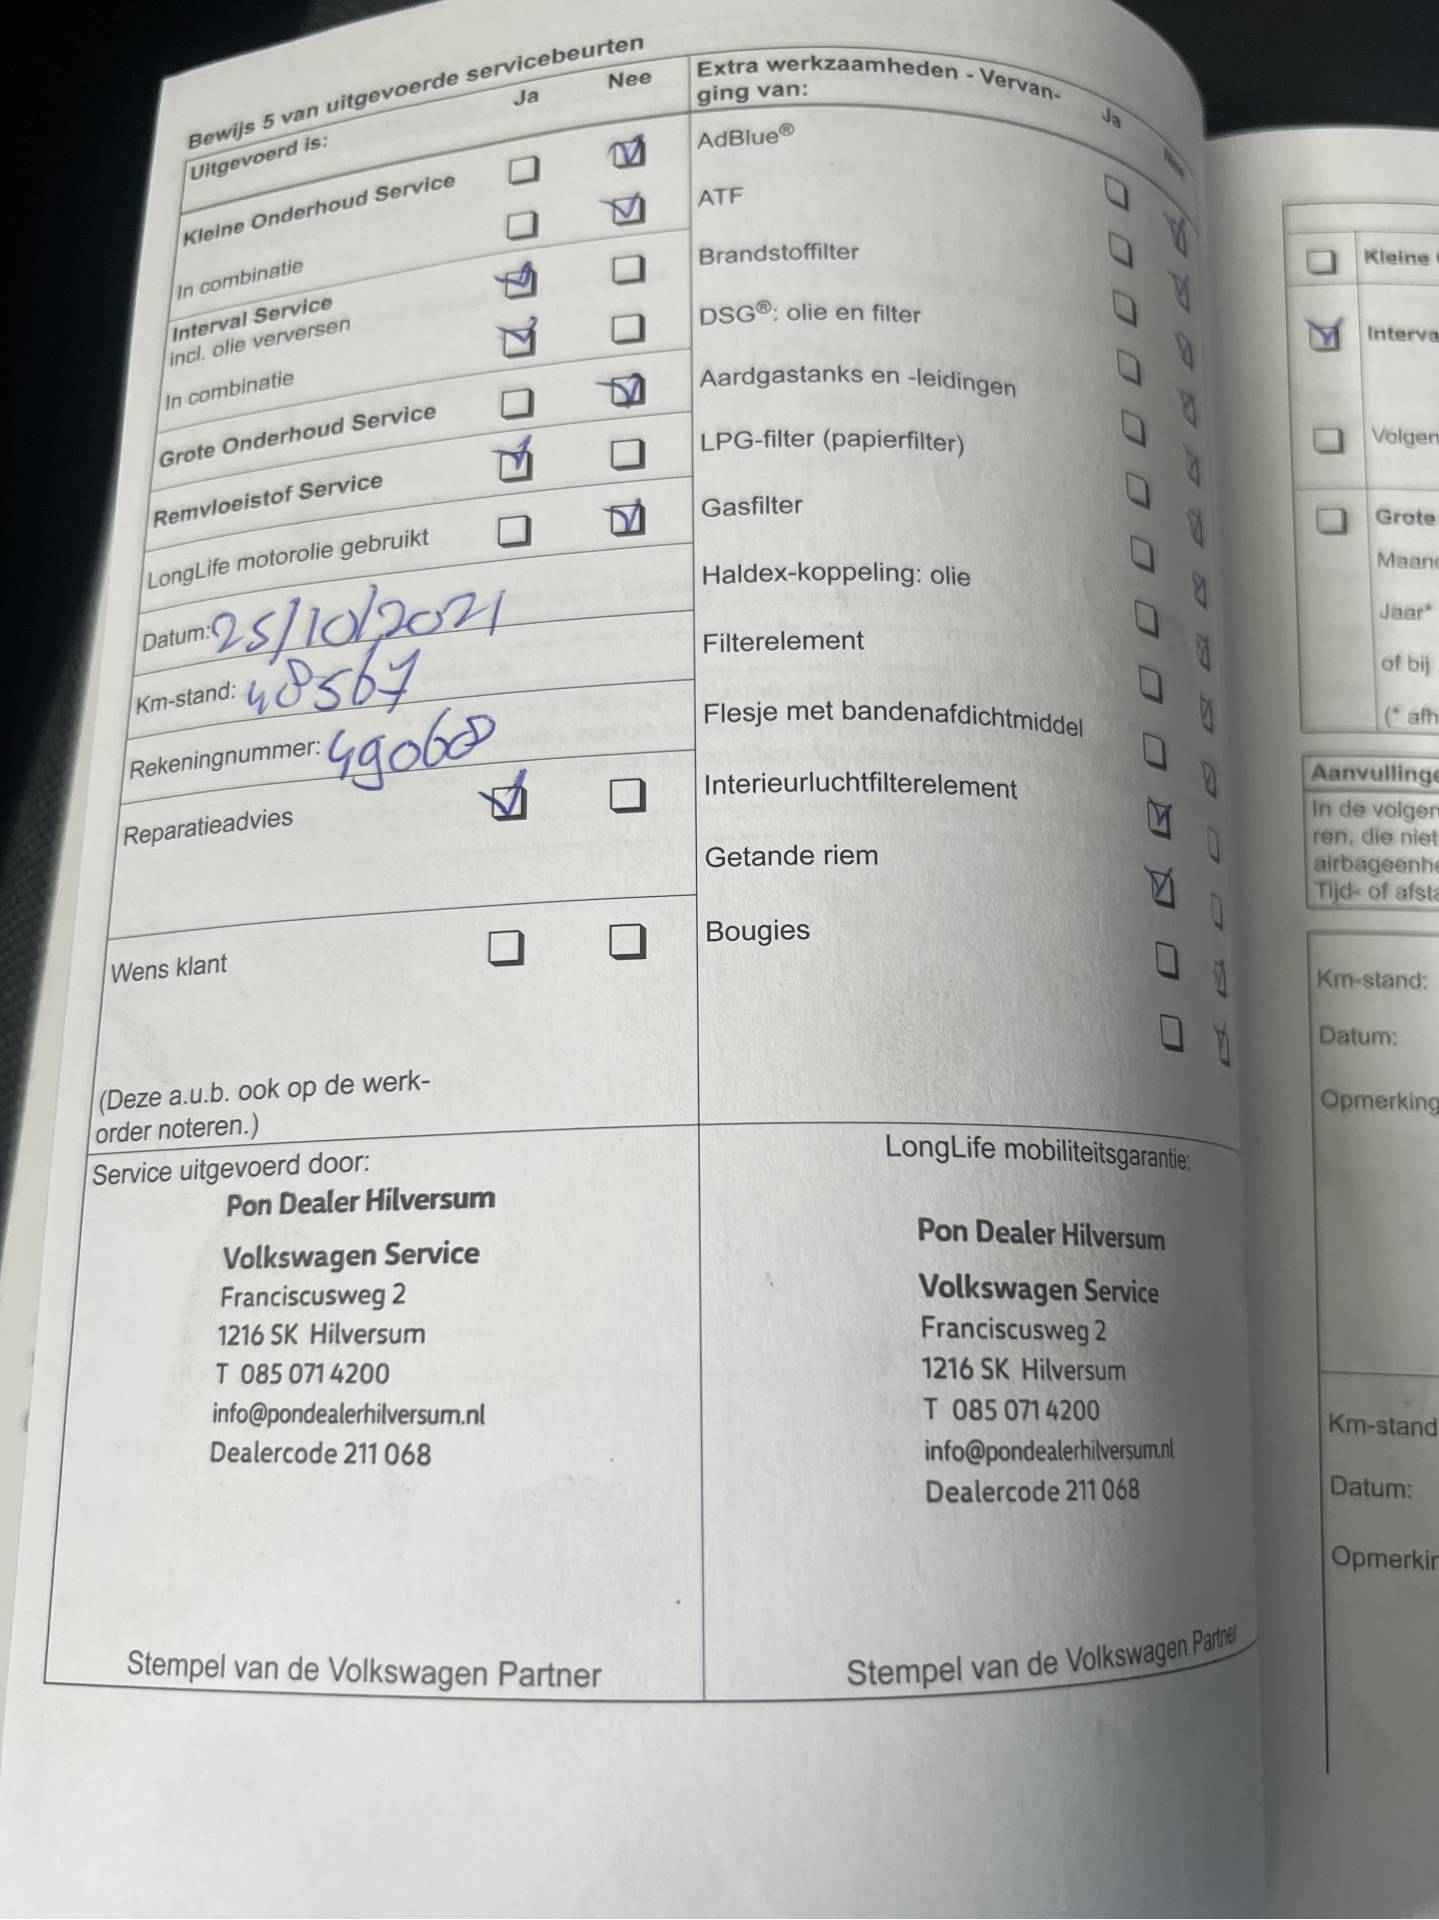 Bewijs 5 van uitgevoerde servicebeurten
Uitgevoerd is:
Ja
Nee
Kleine Onderhoud Service
In combinatie
Interval Service
incl. olie verversen
In combinatie
Grote Onderhoud Service
Remvloeistof Service
LongLife motorolie gebruikt
Datum: 25/10/2021
Km-stand: 48567
Rekeningnummer: 49068
Reparatieadvies
Wens klant
(Deze a.u.b. ook op de werk-
order noteren.)
Extra werkzaamheden - Vervan-
ging van:
Ja
AdBlue®
ATF
Brandstoffilter
DSG®: olie en filter
Aardgastanks en -leidingen
LPG-filter (papierfilter)
Gasfilter
Haldex-koppeling: olie
Filterelement
Flesje met bandenafdichtmiddel
Interieurluchtfilterelement
Getande riem
Bougies
Service uitgevoerd door:
Pon Dealer Hilversum
Volkswagen Service
Franciscusweg 2
1216 SK Hilversum
T 085 071 4200
info@pondealerhilversum.nl
Dealercode 211 068
Stempel van de Volkswagen Partner
LongLife mobiliteitsgarantie:
Pon Dealer Hilversum
Volkswagen Service
Franciscusweg 2
1216 SK Hilversum
T 085 071 4200
info@pondealerhilversum.nl
Dealercode 211 068
Stempel van de Volkswagen Partner
Kleine
Interva
Volgen
Grote
Maand
Jaar*
of bij
(* afh
Aanvullinge
In de volgen
ren, die niet
airbageenhe
Tijd- of afsta
Km-stand:
Datum:
Opmerking
Km-stand
Datum:
Opmerkin